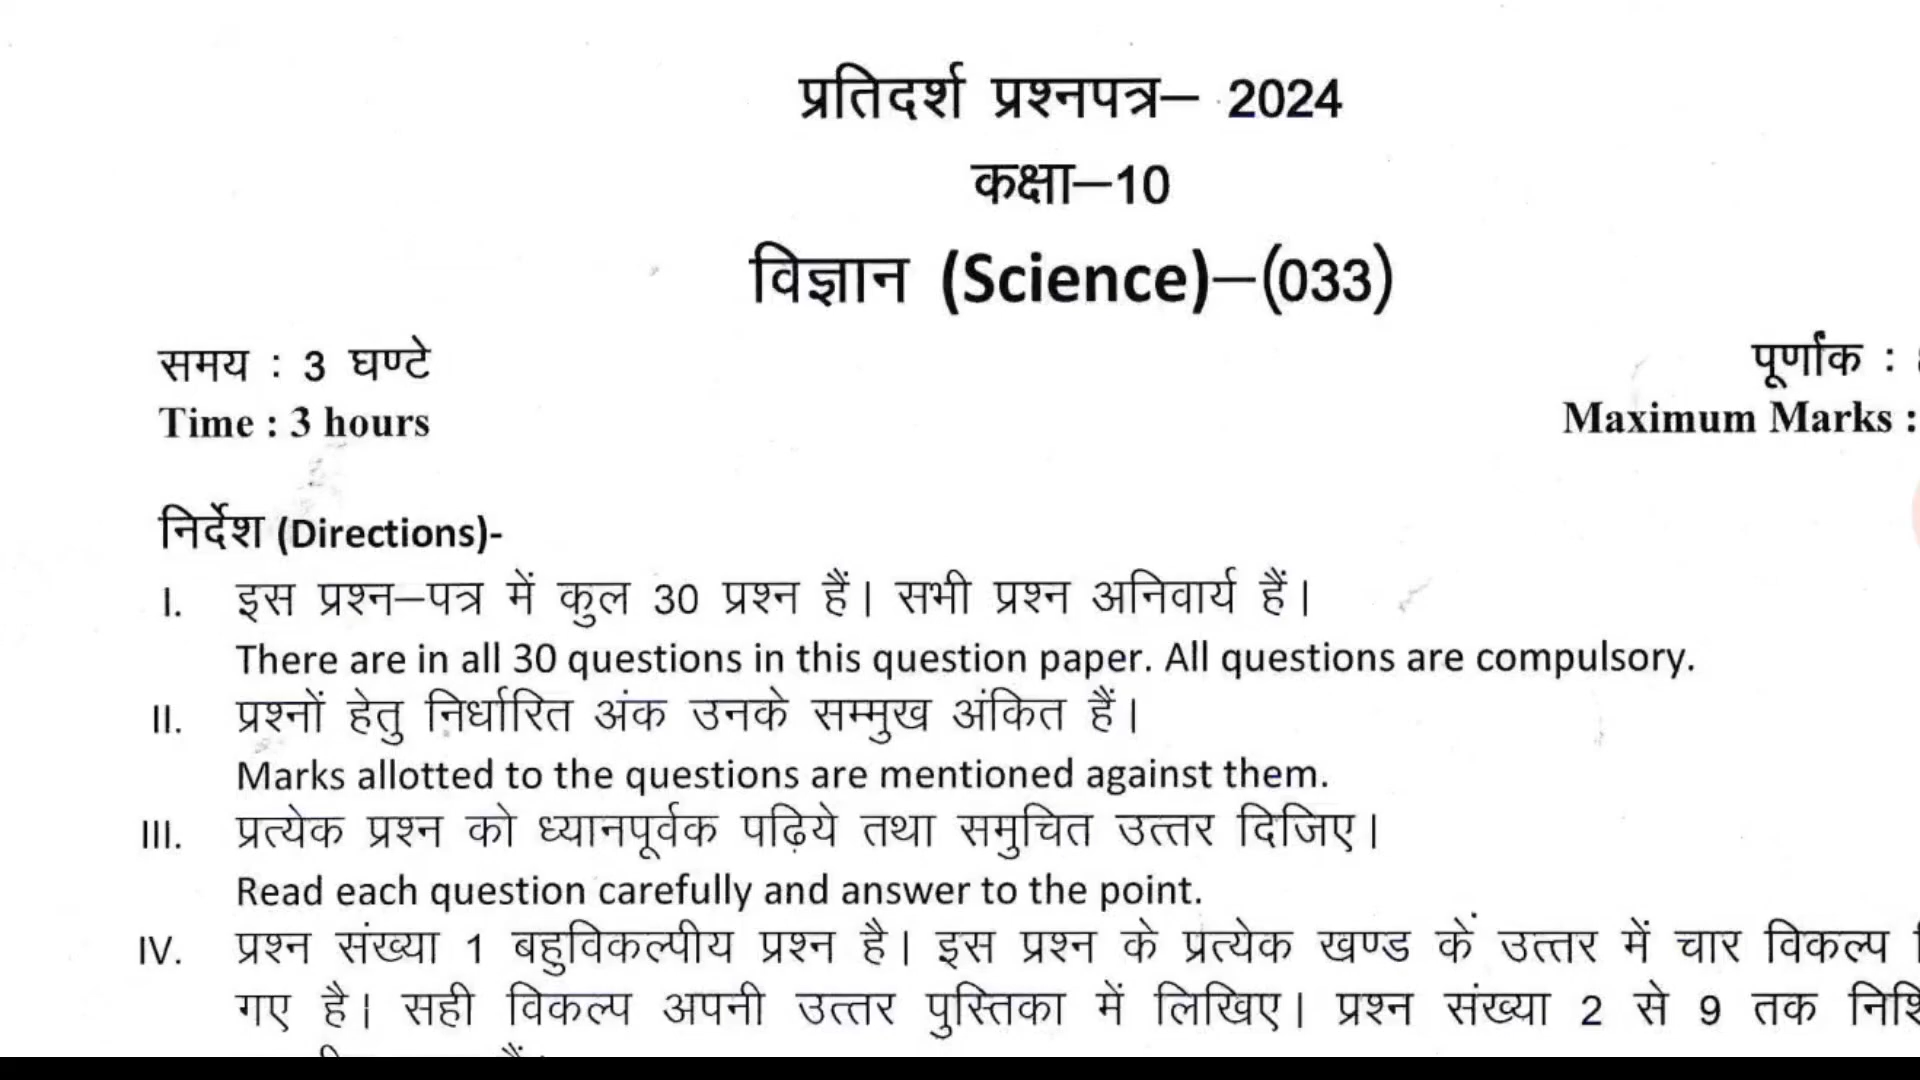 प्रतिदर्श प्रश्नपत्र– 2024
कक्षा–10
विज्ञान (Science)–(033)
समय : 3 घण्टे
पूर्णांक :
Time : 3 hours
Maximum Marks :
निर्देश (Directions)-
I. इस प्रश्न–पत्र में कुल 30 प्रश्न हैं। सभी प्रश्न अनिवार्य हैं।
There are in all 30 questions in this question paper. All questions are compulsory.
II. प्रश्नों हेतु निर्धारित अंक उनके सम्मुख अंकित हैं।
Marks allotted to the questions are mentioned against them.
III. प्रत्येक प्रश्न को ध्यानपूर्वक पढ़िये तथा समुचित उत्तर दिजिए।
Read each question carefully and answer to the point.
IV. प्रश्न संख्या 1 बहुविकल्पीय प्रश्न है। इस प्रश्न के प्रत्येक खण्ड कें उत्तर में चार विकल्प
गए है। सही विकल्प अपनी उत्तर पुस्तिका में लिखिए। प्रश्न संख्या 2 से 9 तक